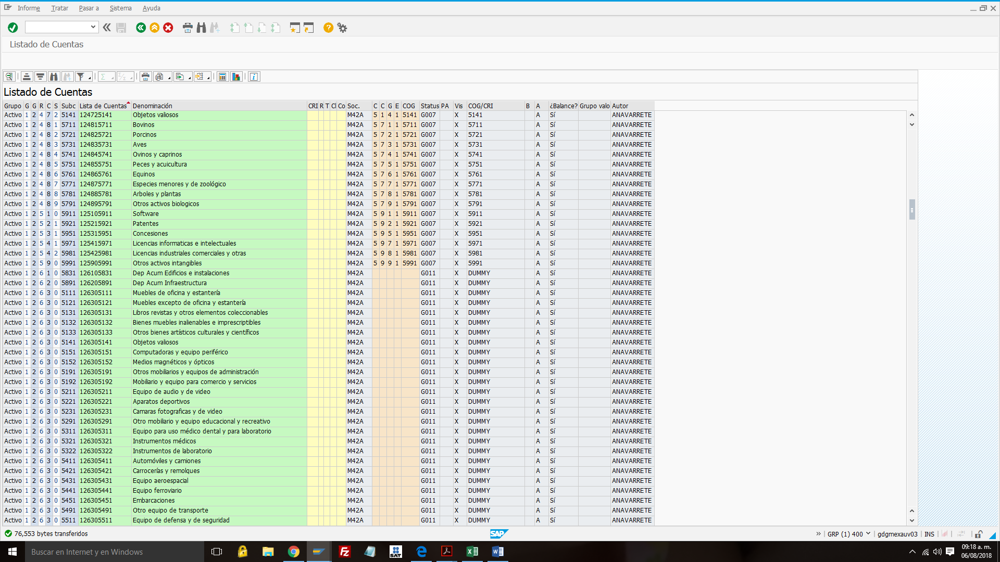 Informe Tratar Pasar a Sistema Ayuda
Listado de Cuentas
Listado de Cuentas
Grupo G G R C S Subc Lista de Cuentas Denominación CRI R T Cl Co Soc. C C G E COG Status PA Vis COG/CRI B A ¿Balance? Grupo valo Autor
Activo 1 2 4 7 2 5141 124725141 Objetos valiosos M42A 5 1 4 1 5141 G007 X 5141 A Sí ANAVARRETE
Activo 1 2 4 8 1 5711 124815711 Bovinos M42A 5 7 1 1 5711 G007 X 5711 A Sí ANAVARRETE
Activo 1 2 4 8 2 5721 124825721 Porcinos M42A 5 7 2 1 5721 G007 X 5721 A Sí ANAVARRETE
Activo 1 2 4 8 3 5731 124835731 Aves M42A 5 7 3 1 5731 G007 X 5731 A Sí ANAVARRETE
Activo 1 2 4 8 4 5741 124845741 Ovinos y caprinos M42A 5 7 4 1 5741 G007 X 5741 A Sí ANAVARRETE
Activo 1 2 4 8 5 5751 124855751 Peces y acuicultura M42A 5 7 5 1 5751 G007 X 5751 A Sí ANAVARRETE
Activo 1 2 4 8 6 5761 124865761 Equinos M42A 5 7 6 1 5761 G007 X 5761 A Sí ANAVARRETE
Activo 1 2 4 8 7 5771 124875771 Especies menores y de zoológico M42A 5 7 7 1 5771 G007 X 5771 A Sí ANAVARRETE
Activo 1 2 4 8 8 5781 124885781 Arboles y plantas M42A 5 7 8 1 5781 G007 X 5781 A Sí ANAVARRETE
Activo 1 2 4 8 9 5791 124895791 Otros activos biologicos M42A 5 7 9 1 5791 G007 X 5791 A Sí ANAVARRETE
Activo 1 2 5 1 0 5911 125105911 Software M42A 5 9 1 1 5911 G007 X 5911 A Sí ANAVARRETE
Activo 1 2 5 2 1 5921 125215921 Patentes M42A 5 9 2 1 5921 G007 X 5921 A Sí ANAVARRETE
Activo 1 2 5 3 1 5951 125315951 Concesiones M42A 5 9 5 1 5951 G007 X 5951 A Sí ANAVARRETE
Activo 1 2 5 4 1 5971 125415971 Licencias informaticas e intelectuales M42A 5 9 7 1 5971 G007 X 5971 A Sí ANAVARRETE
Activo 1 2 5 4 2 5981 125425981 Licencias industriales comerciales y otras M42A 5 9 8 1 5981 G007 X 5981 A Sí ANAVARRETE
Activo 1 2 5 9 0 5991 125905991 Otros activos intangibles M42A 5 9 9 1 5991 G007 X 5991 A Sí ANAVARRETE
Activo 1 2 6 1 0 5831 126105831 Dep Acum Edificios e instalaciones M42A G011 X DUMMY A Sí ANAVARRETE
Activo 1 2 6 2 0 5891 126205891 Dep Acum Infraestructura M42A G011 X DUMMY A Sí ANAVARRETE
Activo 1 2 6 3 0 5111 126305111 Muebles de oficina y estantería M42A G011 X DUMMY A Sí ANAVARRETE
Activo 1 2 6 3 0 5121 126305121 Muebles excepto de oficina y estantería M42A G011 X DUMMY A Sí ANAVARRETE
Activo 1 2 6 3 0 5131 126305131 Libros revistas y otros elementos coleccionables M42A G011 X DUMMY A Sí ANAVARRETE
Activo 1 2 6 3 0 5132 126305132 Bienes muebles inalienables e imprescriptibles M42A G011 X DUMMY A Sí ANAVARRETE
Activo 1 2 6 3 0 5133 126305133 Otros bienes artísticos culturales y científicos M42A G011 X DUMMY A Sí ANAVARRETE
Activo 1 2 6 3 0 5141 126305141 Objetos valiosos M42A G011 X DUMMY A Sí ANAVARRETE
Activo 1 2 6 3 0 5151 126305151 Computadoras y equipo periférico M42A G011 X DUMMY A Sí ANAVARRETE
Activo 1 2 6 3 0 5152 126305152 Medios magnéticos y ópticos M42A G011 X DUMMY A Sí ANAVARRETE
Activo 1 2 6 3 0 5191 126305191 Otros mobiliarios y equipos de administración M42A G011 X DUMMY A Sí ANAVARRETE
Activo 1 2 6 3 0 5192 126305192 Mobiliario y equipo para comercio y servicios M42A G011 X DUMMY A Sí ANAVARRETE
Activo 1 2 6 3 0 5211 126305211 Equipo de audio y de video M42A G011 X DUMMY A Sí ANAVARRETE
Activo 1 2 6 3 0 5221 126305221 Aparatos deportivos M42A G011 X DUMMY A Sí ANAVARRETE
Activo 1 2 6 3 0 5231 126305231 Camaras fotograficas y de video M42A G011 X DUMMY A Sí ANAVARRETE
Activo 1 2 6 3 0 5291 126305291 Otro mobiliario y equipo educacional y recreativo M42A G011 X DUMMY A Sí ANAVARRETE
Activo 1 2 6 3 0 5311 126305311 Equipo para uso médico dental y para laboratorio M42A G011 X DUMMY A Sí ANAVARRETE
Activo 1 2 6 3 0 5321 126305321 Instrumentos médicos M42A G011 X DUMMY A Sí ANAVARRETE
Activo 1 2 6 3 0 5322 126305322 Instrumentos de laboratorio M42A G011 X DUMMY A Sí ANAVARRETE
Activo 1 2 6 3 0 5411 126305411 Automóviles y camiones M42A G011 X DUMMY A Sí ANAVARRETE
Activo 1 2 6 3 0 5421 126305421 Carrocerías y remolques M42A G011 X DUMMY A Sí ANAVARRETE
Activo 1 2 6 3 0 5431 126305431 Equipo aeroespacial M42A G011 X DUMMY A Sí ANAVARRETE
Activo 1 2 6 3 0 5441 126305441 Equipo ferroviario M42A G011 X DUMMY A Sí ANAVARRETE
Activo 1 2 6 3 0 5451 126305451 Embarcaciones M42A G011 X DUMMY A Sí ANAVARRETE
Activo 1 2 6 3 0 5491 126305491 Otro equipo de transporte M42A G011 X DUMMY A Sí ANAVARRETE
Activo 1 2 6 3 0 5511 126305511 Equipo de defensa y de seguridad M42A G011 X DUMMY A Sí ANAVARRETE
76,553 bytes transferidos SAP GRP (1) 400 gdgmexauv03 INS
Buscar en Internet y en Windows SAT 09:18 a. m.
06/08/2018